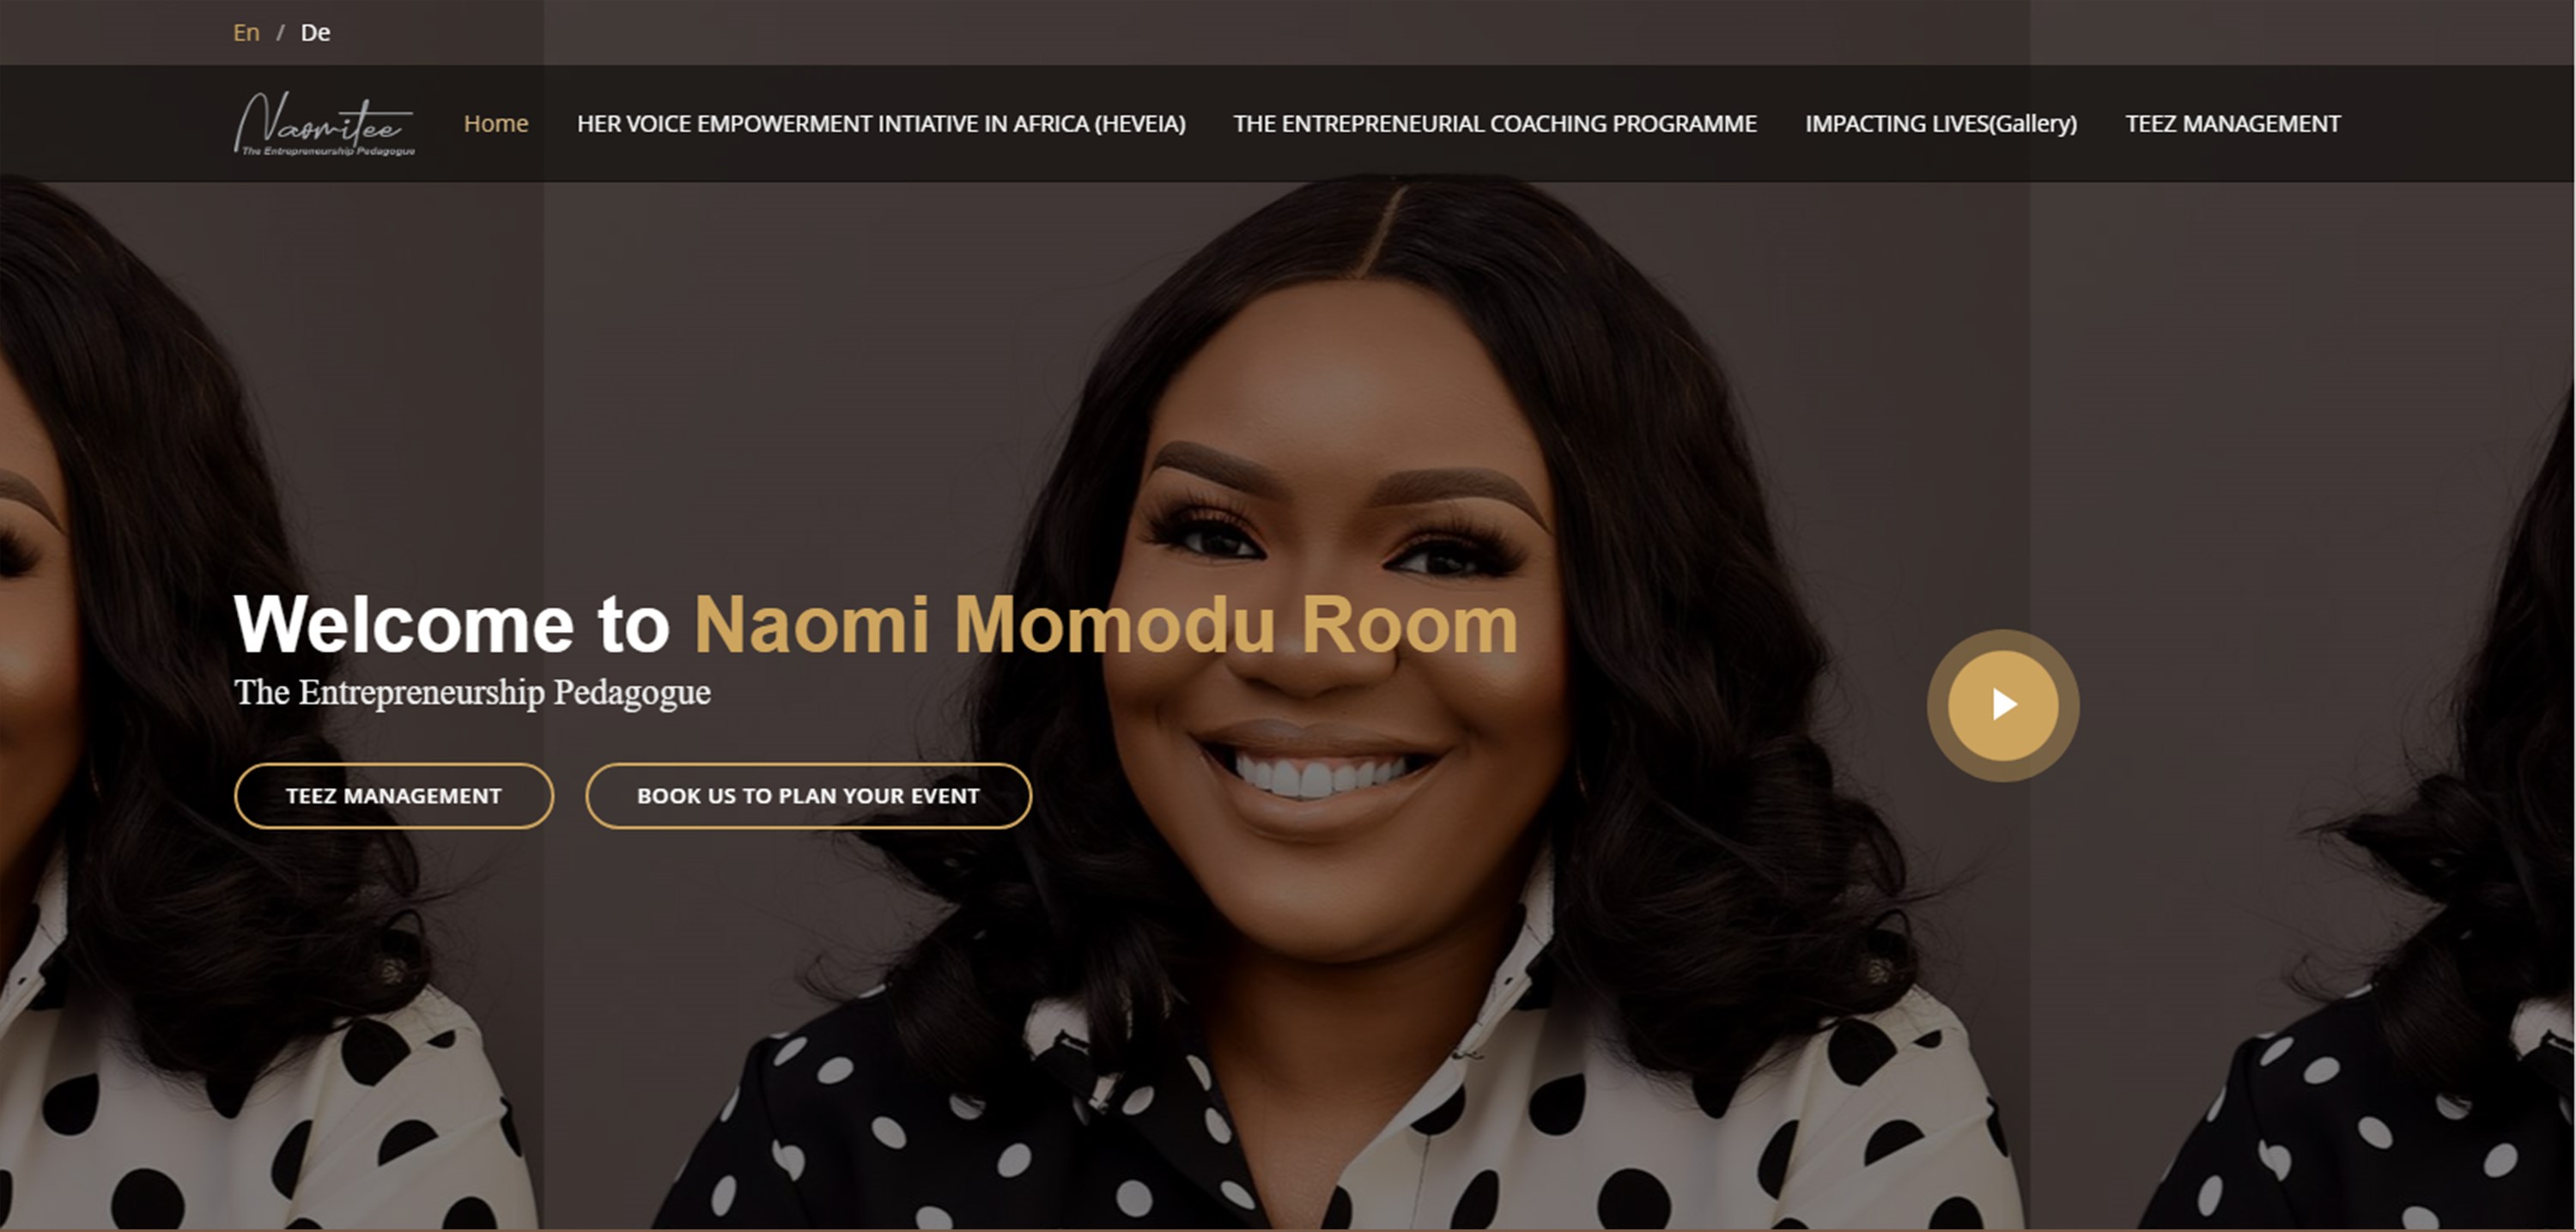 En / De
Naomitee
The Entrepreneurship Pedagogue
Home HER VOICE EMPOWERMENT INTIATIVE IN AFRICA (HEVEIA) THE ENTREPRENEURIAL COACHING PROGRAMME IMPACTING LIVES(Gallery) TEEZ MANAGEMENT
Welcome to Naomi Momodu Room
The Entrepreneurship Pedagogue
TEEZ MANAGEMENT BOOK US TO PLAN YOUR EVENT